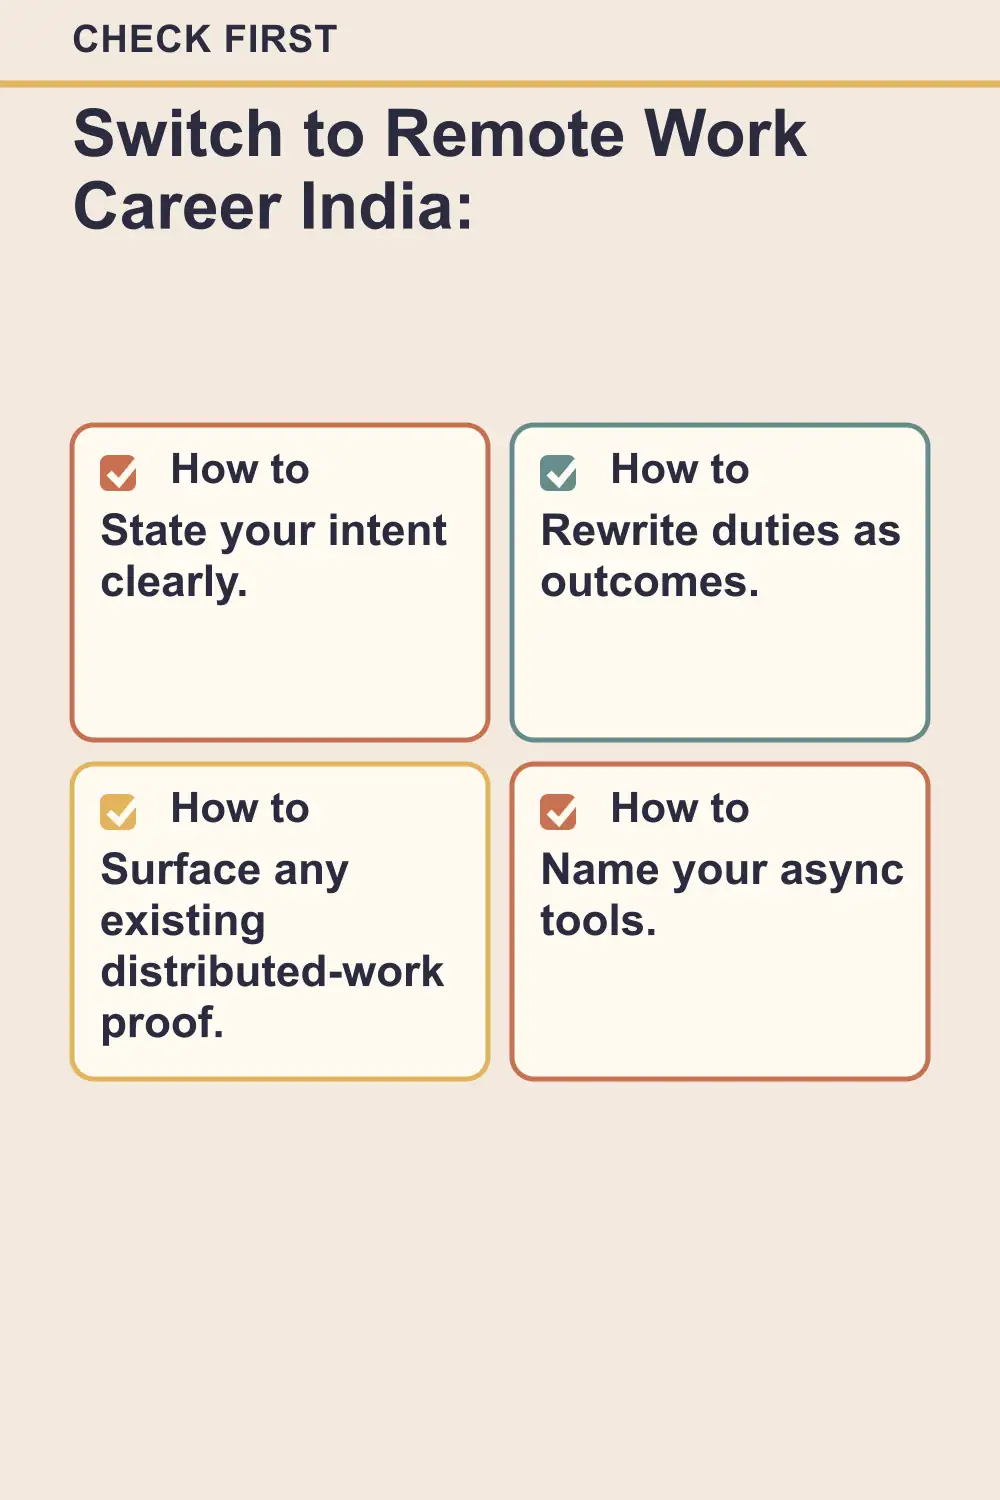 CHECK FIRST
Switch to Remote Work
Career India:
How to
State your intent
clearly.
How to
Rewrite duties as
outcomes.
How to
Surface any
existing
distributed-work
proof.
How to
Name your async
tools.